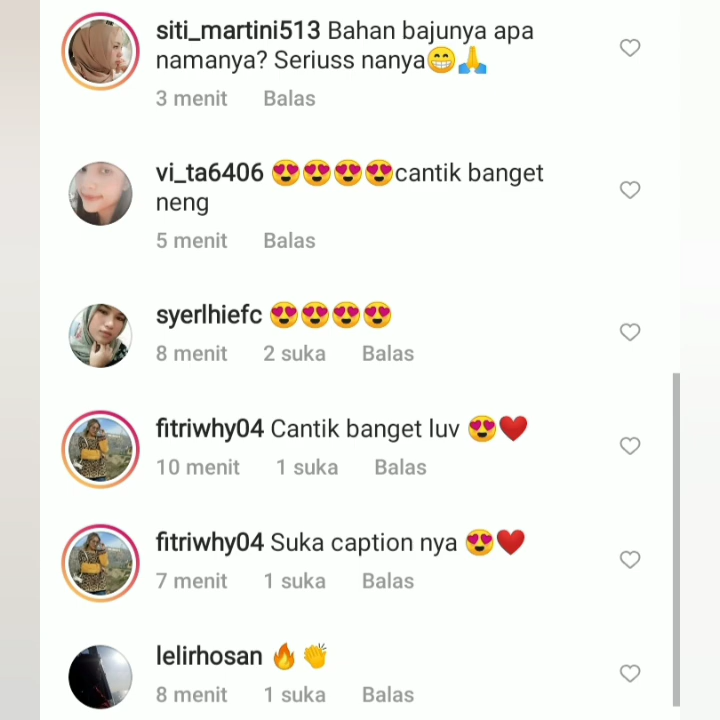 siti_martini513 Bahan bajunya apa
namanya? Seriuss nanya😁🙏
3 menit Balas
vi_ta6406 😍😍😍😍cantik banget
neng
5 menit Balas
syerlhiefc 😍😍😍😍
8 menit 2 suka Balas
fitriwhy04 Cantik banget luv 😍❤️
10 menit 1 suka Balas
fitriwhy04 Suka caption nya 😍❤️
7 menit 1 suka Balas
lelirhosan 🔥👏
8 menit 1 suka Balas